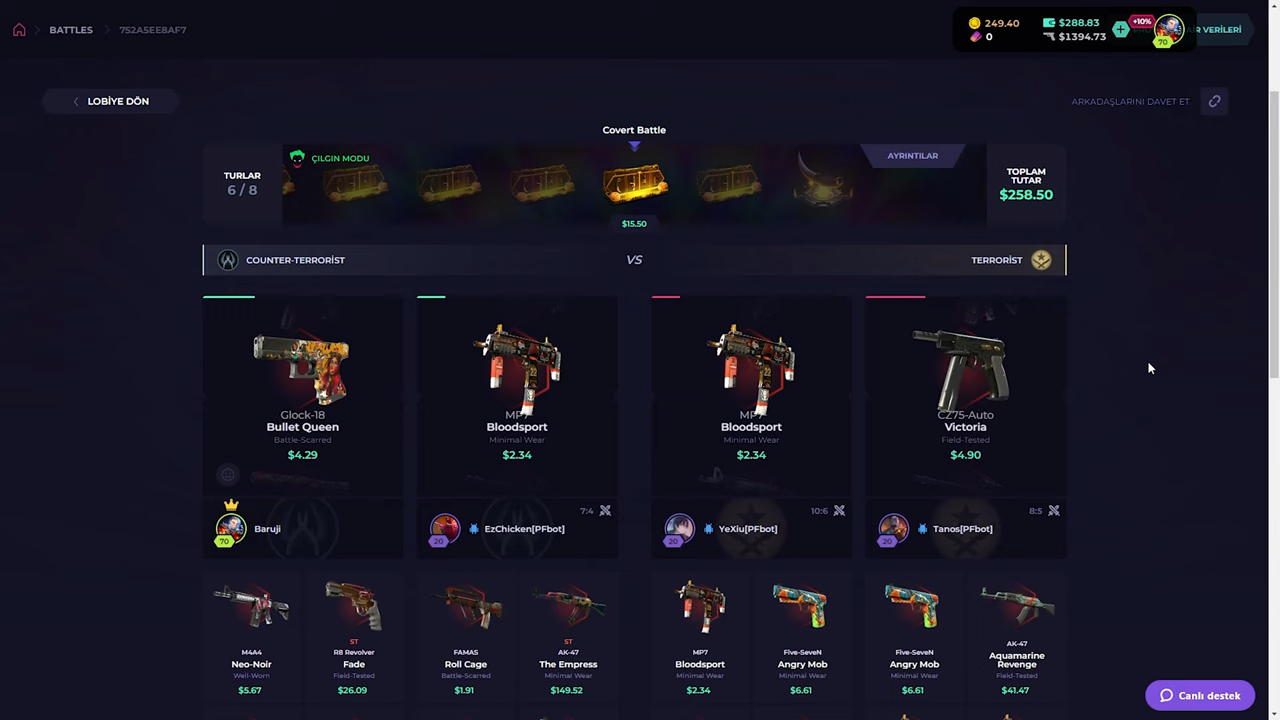 BATTLES
752A5EE8AF7
249.40
0
$288.83
$1394.73
+10%
70
AİR VERİLERİ
LOBİYE DÖN
ARKADAŞLARINI DAVET ET
Covert Battle
TURLAR
6 / 8
ÇILGIN MODU
AYRINTILAR
TOPLAM
TUTAR
$258.50
$15.50
COUNTER-TERRORİST
VS
TERRORİST
Glock-18
Bullet Queen
Battle-Scarred
$4.29
MP7
Bloodsport
Minimal Wear
$2.34
MP7
Bloodsport
Minimal Wear
$2.34
CZ75-Auto
Victoria
Field-Tested
$4.90
70
Baruji
7:4
20
EzChicken[PFbot]
10:6
20
YeXiu[PFbot]
8:5
20
Tanos[PFbot]
M4A4
Neo-Noir
Well-Worn
$5.67
ST
R8 Revolver
Fade
Field-Tested
$26.09
FAMAS
Roll Cage
Battle-Scarred
$1.91
ST
AK-47
The Empress
Minimal Wear
$149.52
MP7
Bloodsport
Minimal Wear
$2.34
Five-SeveN
Angry Mob
Minimal Wear
$6.61
Five-SeveN
Angry Mob
Minimal Wear
$6.61
AK-47
Aquamarine
Revenge
Field-Tested
$41.47
Canlı destek